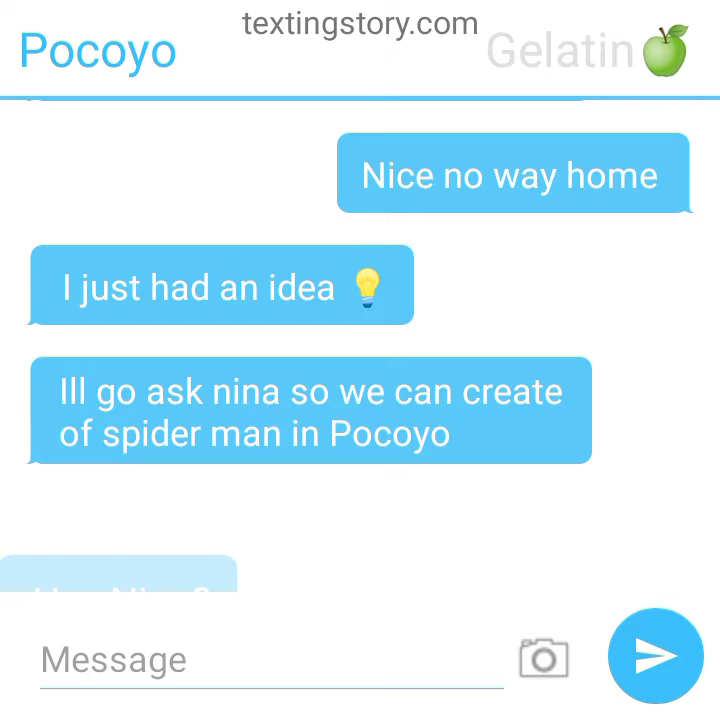 textingstory.com
Pocoyo
Gelatin🍏
Nice no way home
I just had an idea 💡
Ill go ask nina so we can create
of spider man in Pocoyo
Message